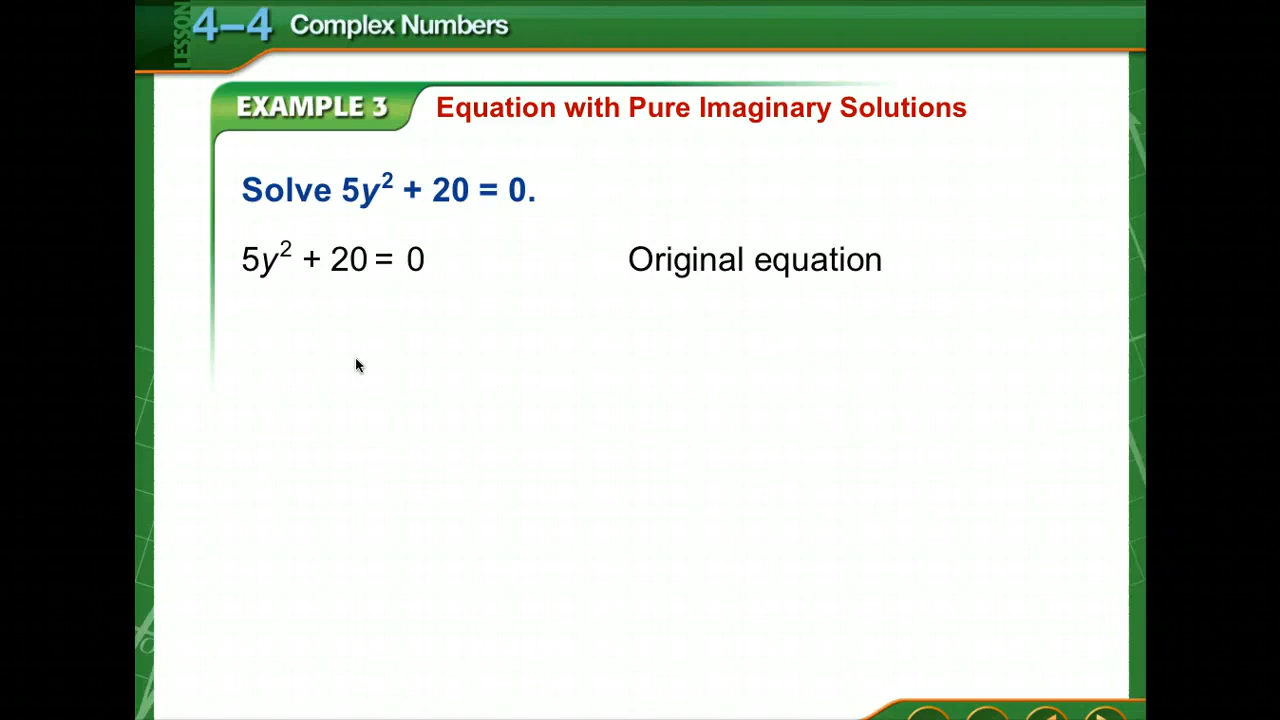 LESSON 4–4 Complex Numbers
EXAMPLE 3 Equation with Pure Imaginary Solutions
Solve 5y² + 20 = 0.
5y² + 20 = 0 Original equation